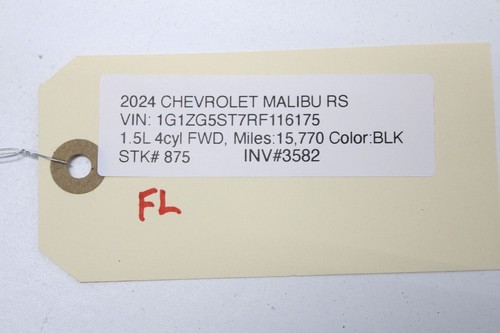 2024 CHEVROLET MALIBU RS
VIN: 1G1ZG5ST7RF116175
1.5L 4cyl FWD, Miles:15,770 Color:BLK
STK# 875 INV#3582
FL